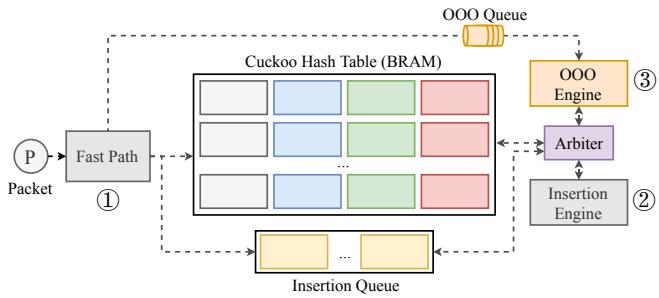 OOO Queue
Cuckoo Hash Table (BRAM)
OOO
Engine
③
P
Packet
Fast Path
①
...
Arbiter
Insertion
Engine
②
...
Insertion Queue